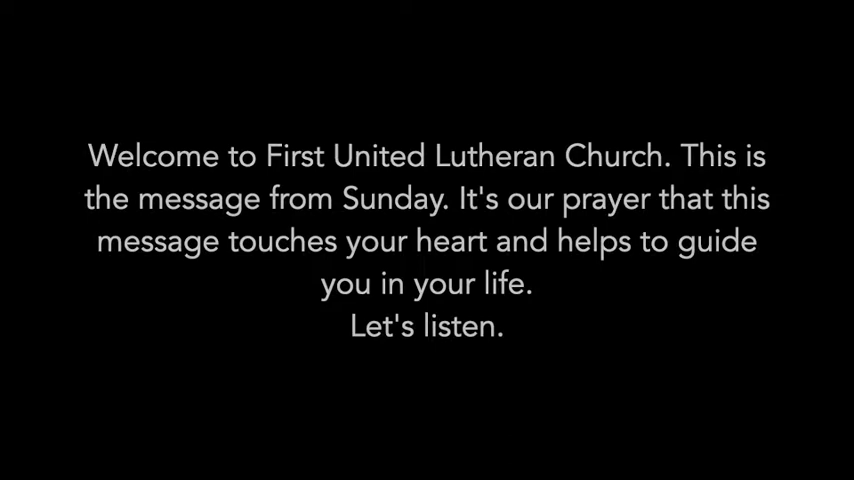 Welcome to First United Lutheran Church. This is
the message from Sunday. It's our prayer that this
message touches your heart and helps to guide
you in your life.
Let's listen.